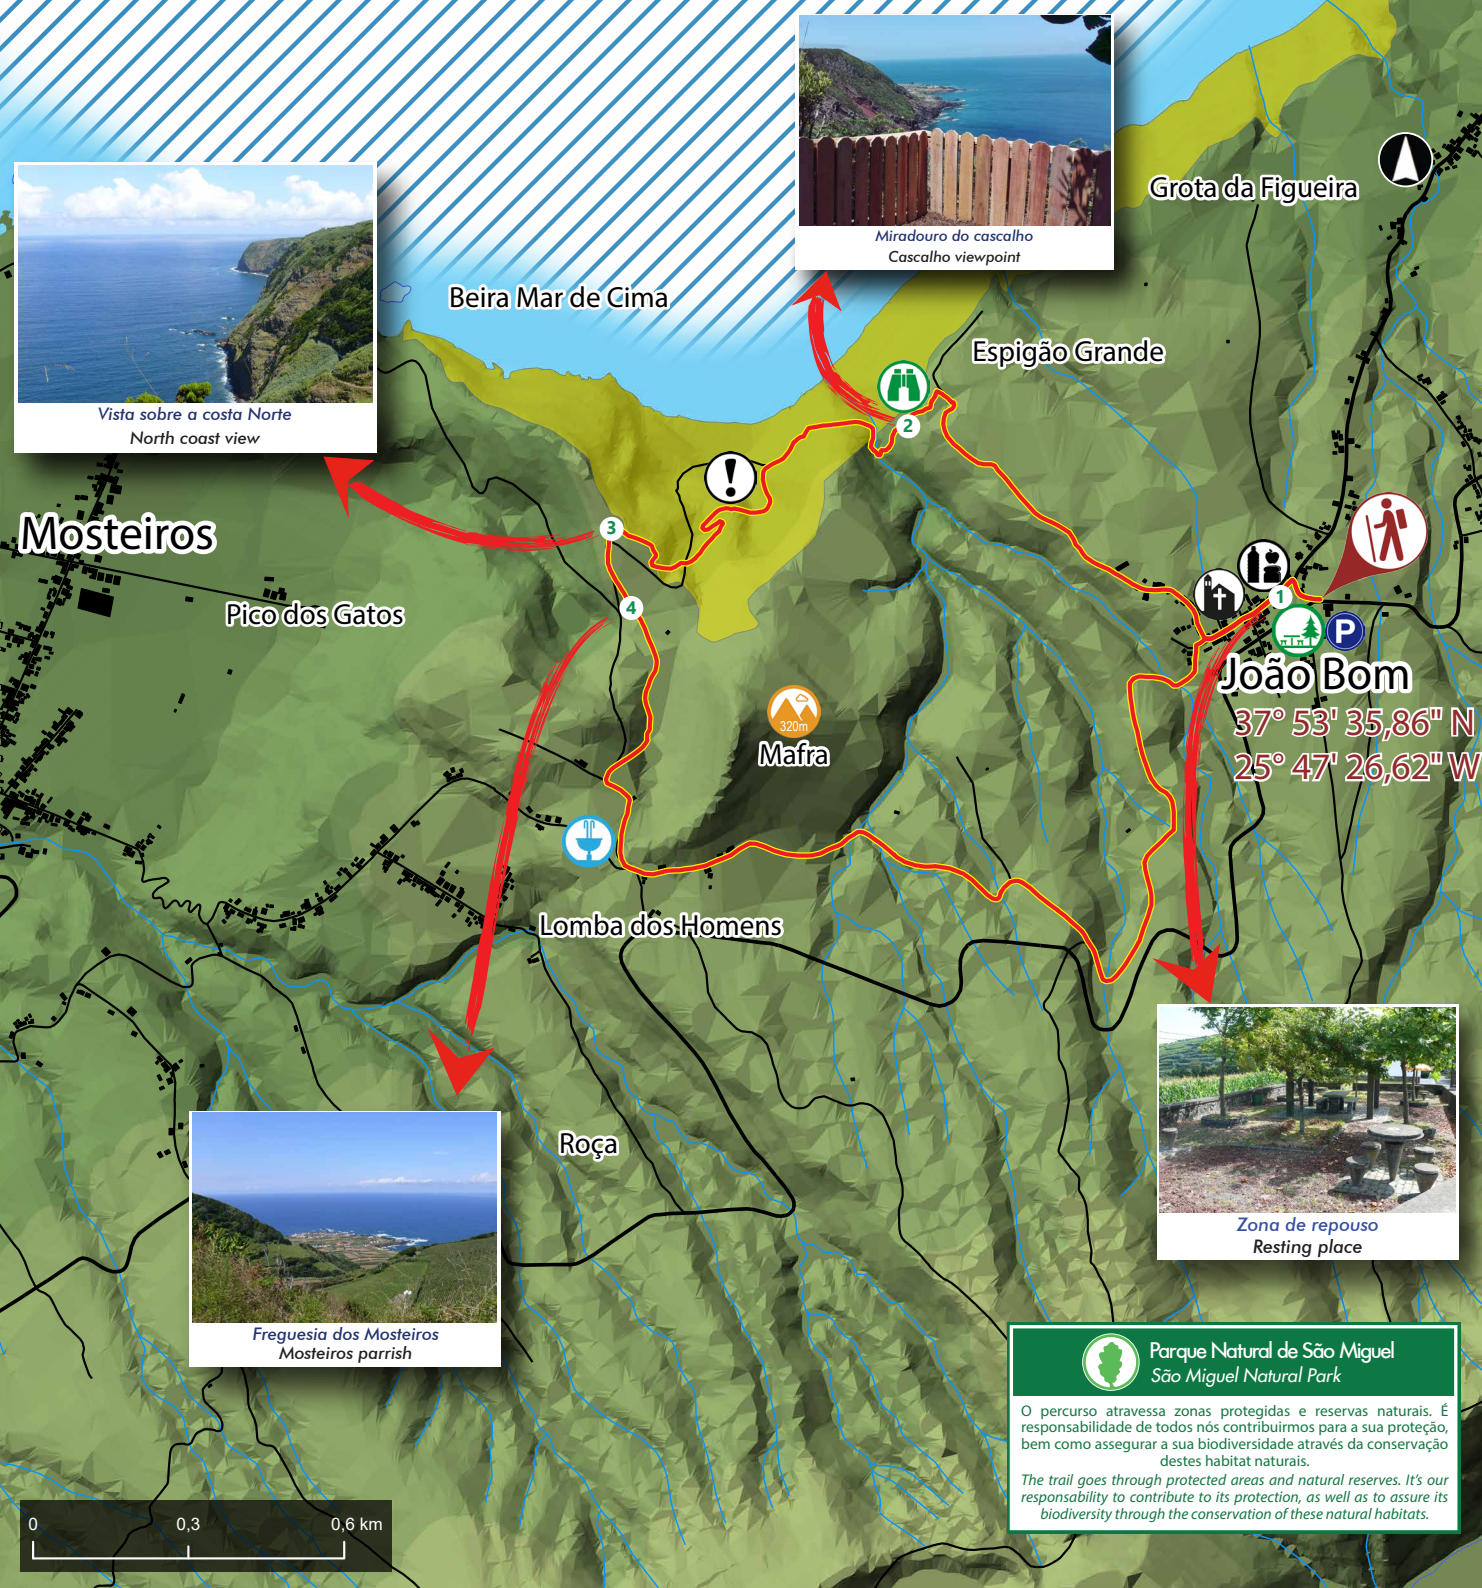 Miradouro do cascalho
Cascalho viewpoint
Grota da Figueira
Beira Mar de Cima
Espigão Grande
Vista sobre a costa Norte
North coast view
2
!
3
Mosteiros
Pico dos Gatos
4
1
P
João Bom
37° 53' 35,86" N
25° 47' 26,62" W
320m
Mafra
Lomba dos Homens
Roça
Zona de repouso
Resting place
Freguesia dos Mosteiros
Mosteiros parrish
Parque Natural de São Miguel
São Miguel Natural Park
O percurso atravessa zonas protegidas e reservas naturais. É
responsabilidade de todos nós contribuirmos para a sua proteção,
bem como assegurar a sua biodiversidade através da conservação
destes habitat naturais.
The trail goes through protected areas and natural reserves. It's our
responsability to contribute to its protection, as well as to assure its
biodiversity through the conservation of these natural habitats.
0 0,3 0,6 km